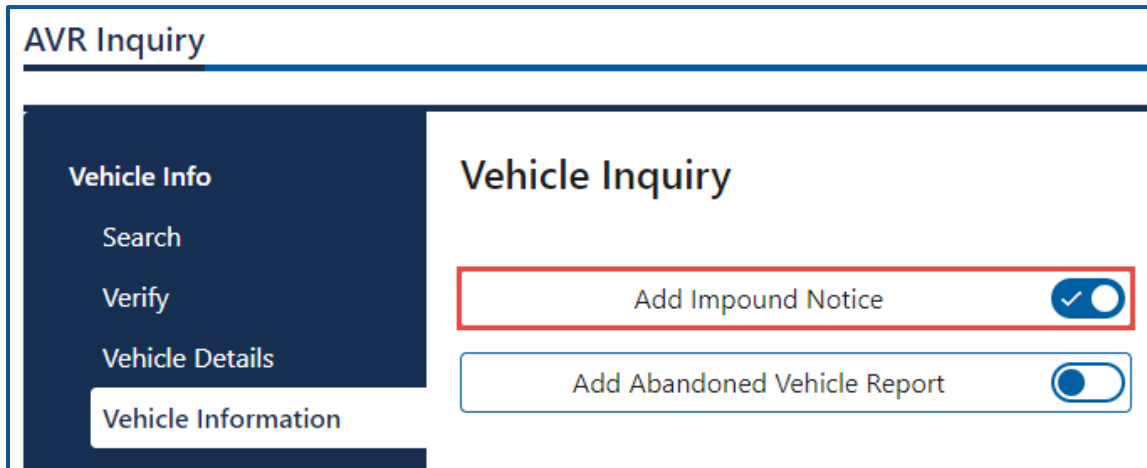 AVR Inquiry
Vehicle Info
Search
Verify
Vehicle Details
Vehicle Information
Vehicle Inquiry
Add Impound Notice
Add Abandoned Vehicle Report